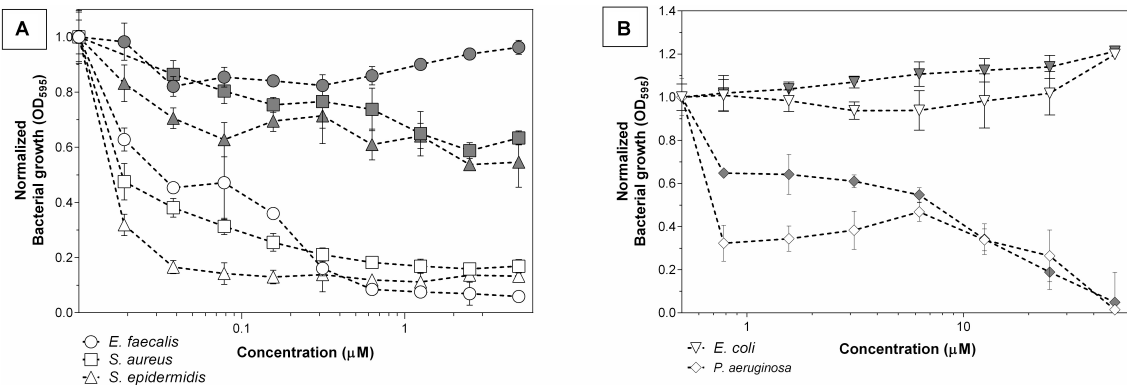 A
Normalized
Bacterial growth (OD595)
1.0
0.8
0.6
0.4
0.2
0.0
0.1
1
Concentration (μM)
E. faecalis
S. aureus
S. epidermidis
B
Normalized
Bacterial growth (OD595)
1.4
1.2
1.0
0.8
0.6
0.4
0.2
0.0
1
10
Concentration (μM)
E. coli
P. aeruginosa